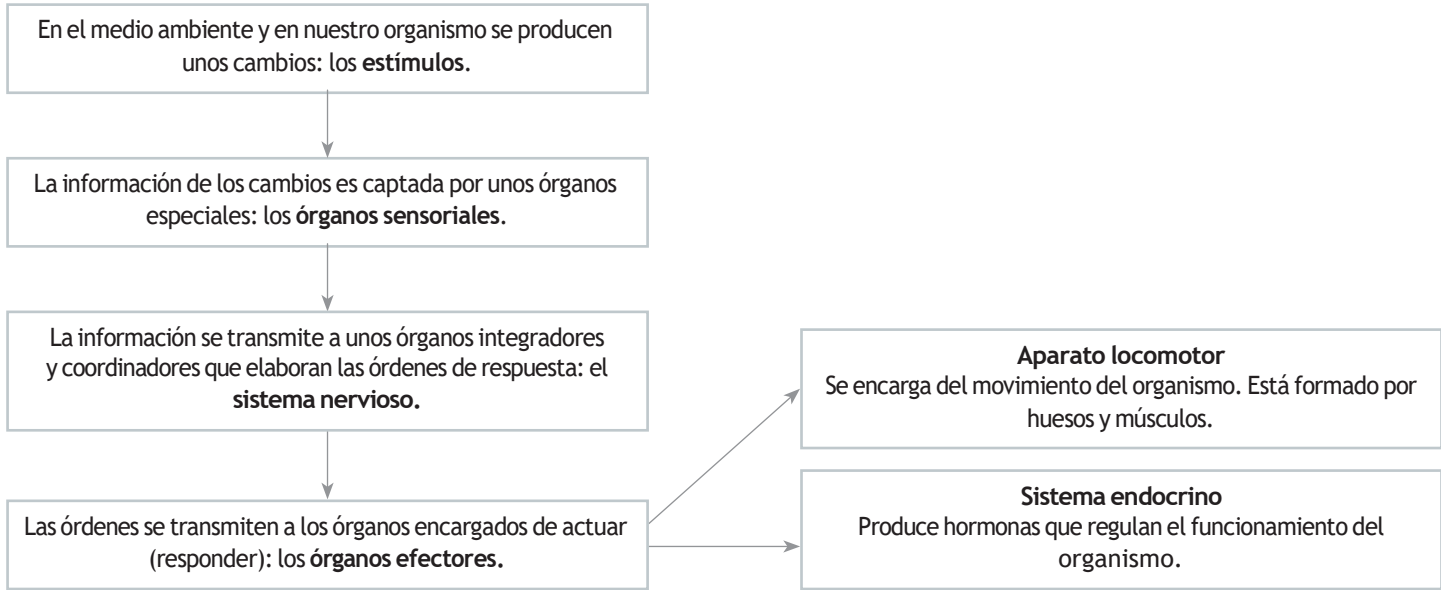 En el medio ambiente y en nuestro organismo se producen
unos cambios: los estímulos.
La información de los cambios es captada por unos órganos
especiales: los órganos sensoriales.
La información se transmite a unos órganos integradores
y coordinadores que elaboran las órdenes de respuesta: el
sistema nervioso.
Las órdenes se transmiten a los órganos encargados de actuar
(responder): los órganos efectores.
Aparato locomotor
Se encarga del movimiento del organismo. Está formado por
huesos y músculos.
Sistema endocrino
Produce hormonas que regulan el funcionamiento del
organismo.